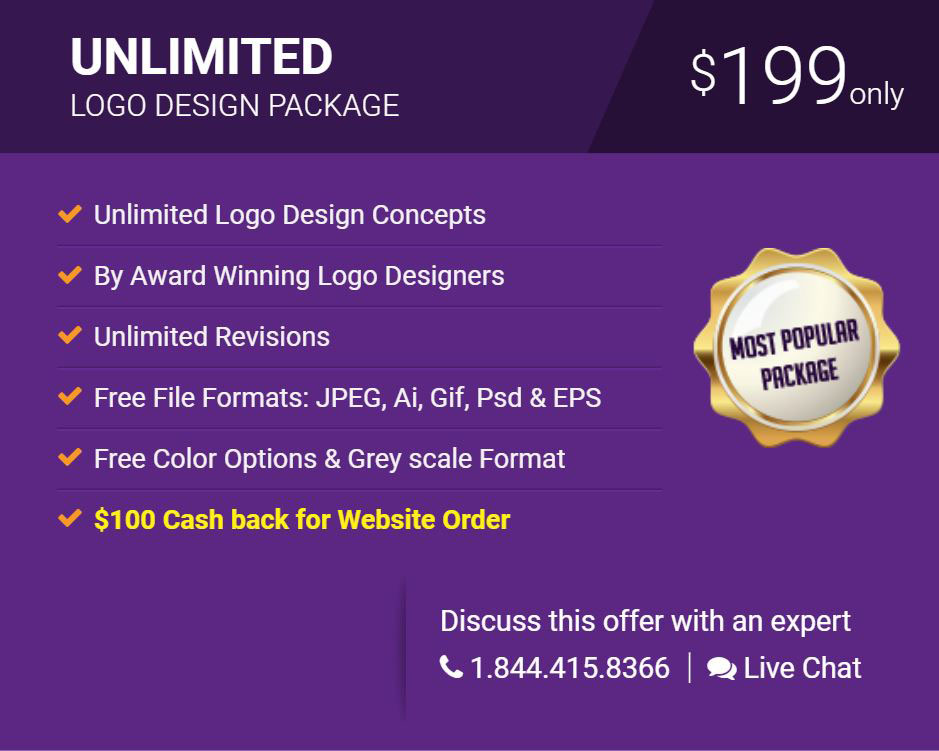 UNLIMITED
LOGO DESIGN PACKAGE
$199 only
Unlimited Logo Design Concepts
By Award Winning Logo Designers
Unlimited Revisions
Free File Formats: JPEG, Ai, Gif, Psd & EPS
Free Color Options & Grey scale Format
$100 Cash back for Website Order
MOST POPULAR
PACKAGE
Discuss this offer with an expert
1.844.415.8366 | Live Chat